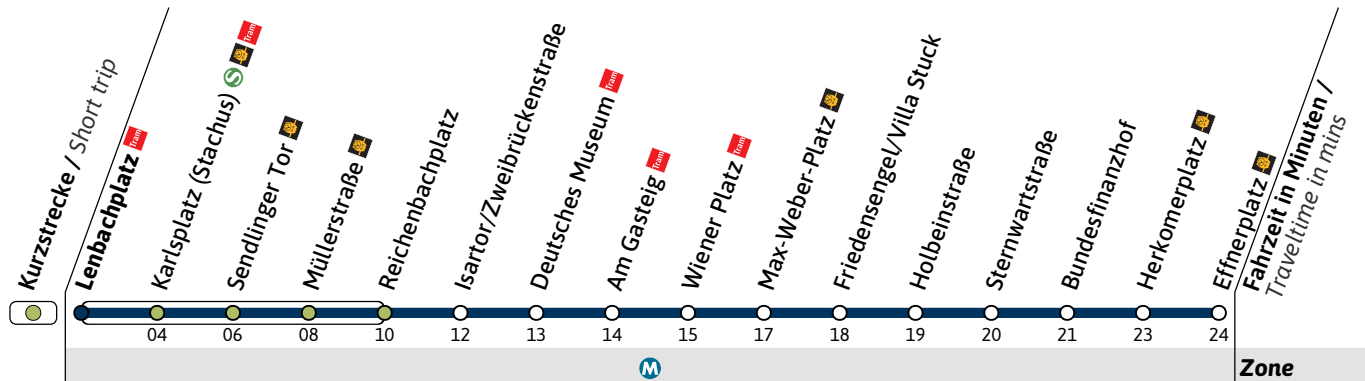 Kurzstrecke / Short trip
Lenbachplatz Tram
Karlsplatz (Stachus) S Tram
Sendlinger Tor
Müllerstraße
Reichenbachplatz
Isartor/Zweibrückenstraße
Deutsches Museum Tram
Am Gasteig Tram
Wiener Platz Tram
Max-Weber-Platz
Friedensengel/Villa Stuck
Holbeinstraße
Sternwartstraße
Bundesfinanzhof
Herkomerplatz
Effnerplatz
Fahrzeit in Minuten /
Traveltime in mins
04 06 08 10 12 13 14 15 17 18 19 20 21 23 24
M Zone